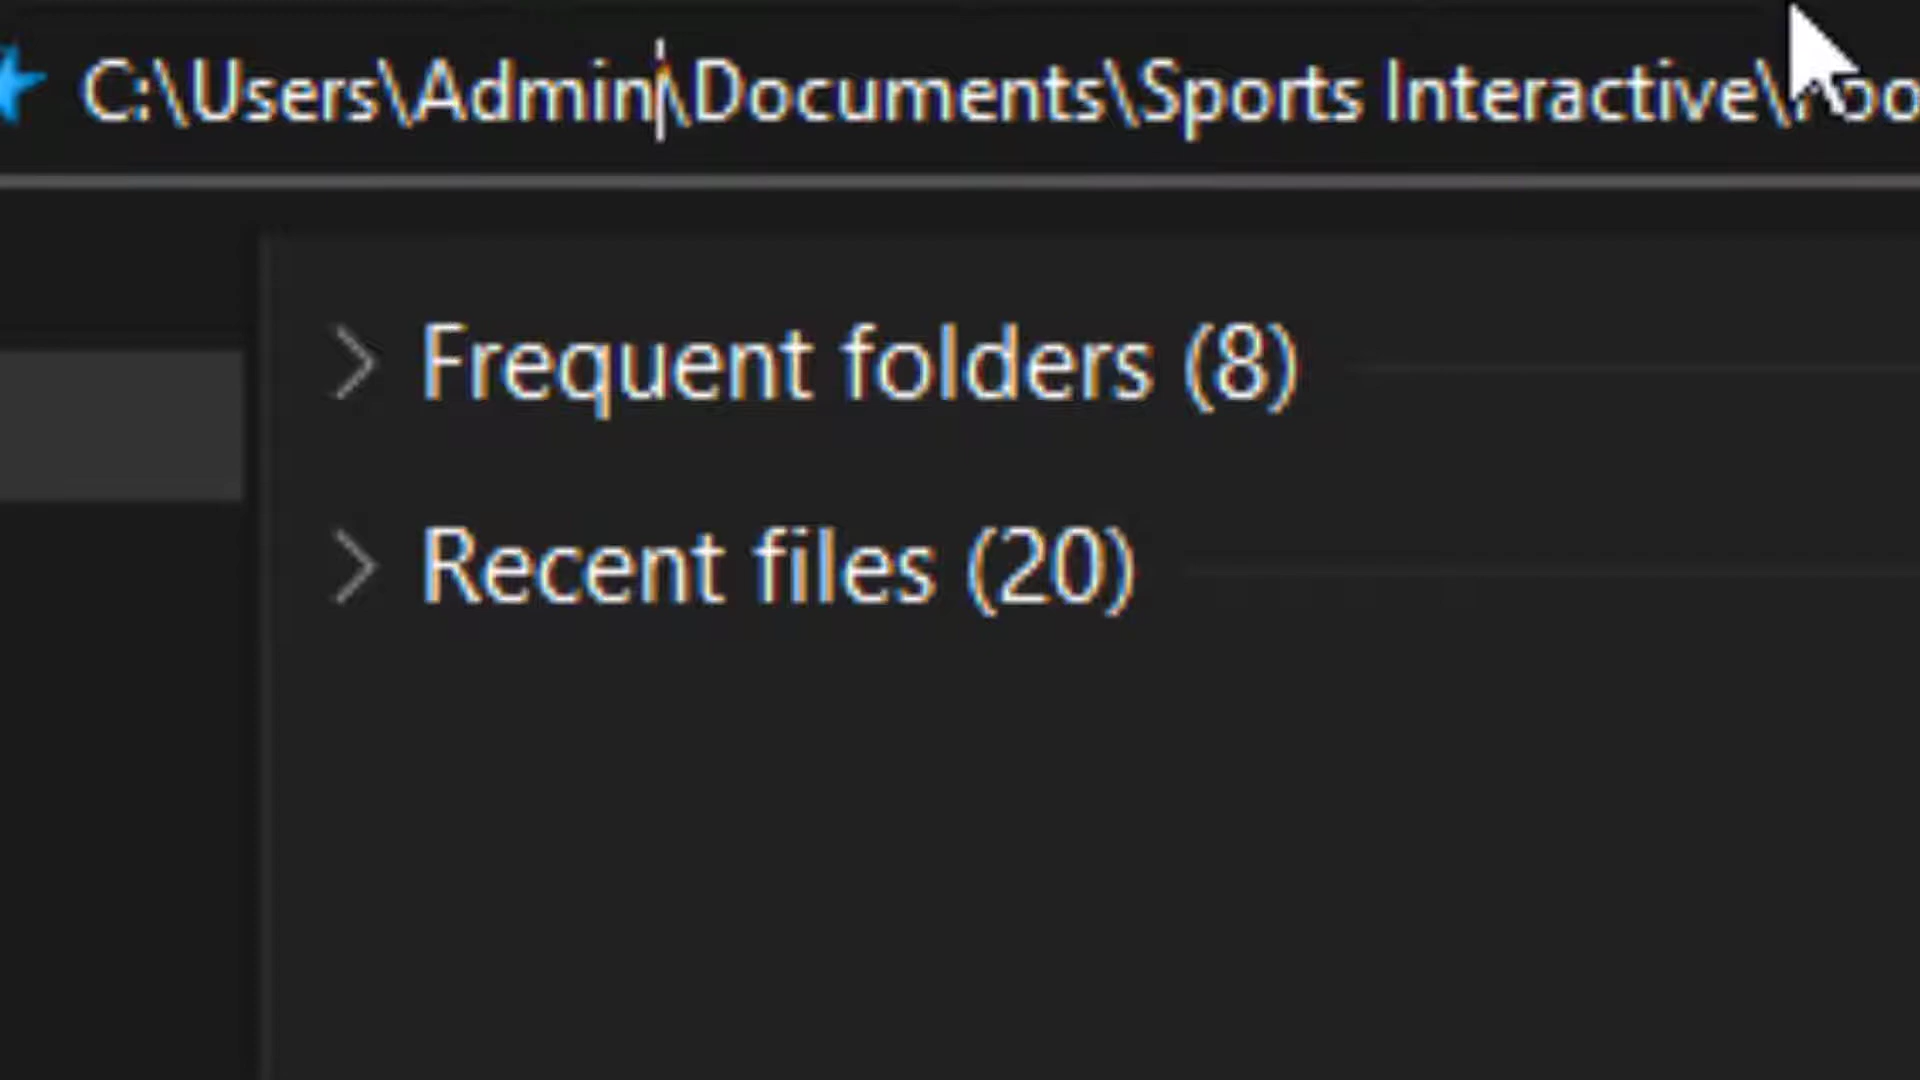 C:\Users\Admin\Documents\Sports Interactive\
Frequent folders (8)
Recent files (20)